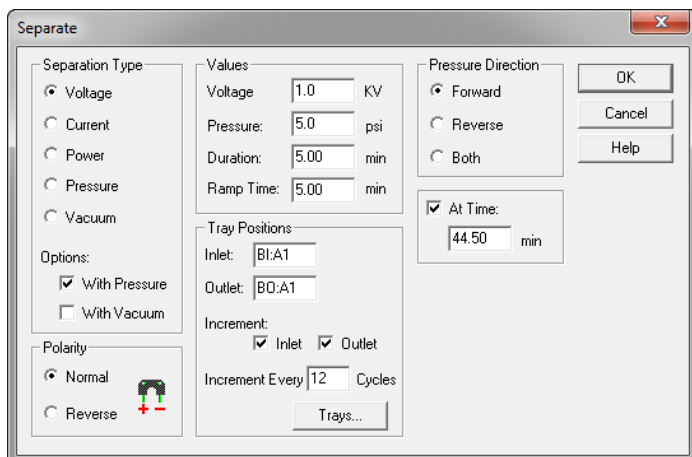 Separate
Separation Type
Voltage
Current
Power
Pressure
Vacuum
Options:
With Pressure
With Vacuum
Polarity
Normal
Reverse
Values
Voltage 1.0 KV
Pressure: 5.0 psi
Duration: 5.00 min
Ramp Time: 5.00 min
Tray Positions
Inlet: BI:A1
Outlet: BO:A1
Increment:
Inlet Outlet
Increment Every 12 Cycles
Trays...
Pressure Direction
Forward
Reverse
Both
At Time:
44.50 min
OK
Cancel
Help